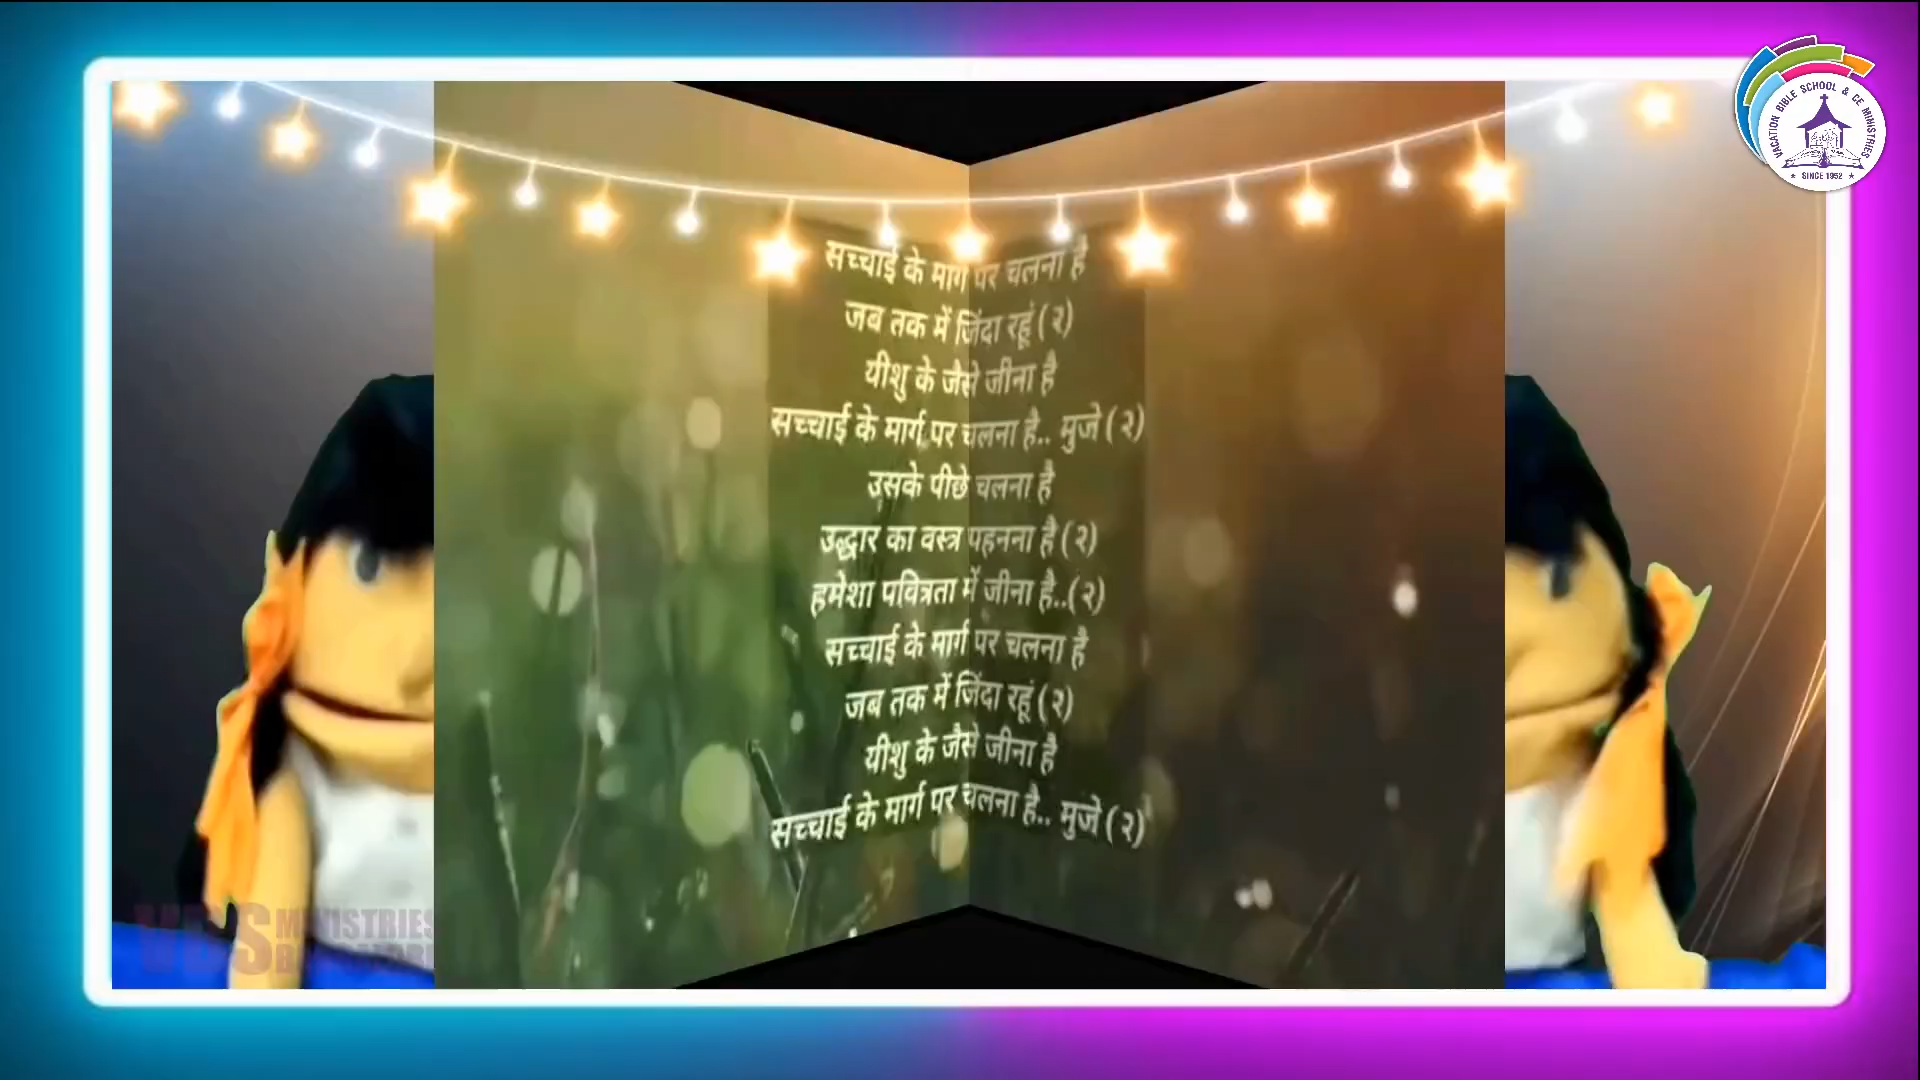 VACATION BIBLE SCHOOL & CE MINISTRIES
★ SINCE 1952 ★
सच्चाई के मार्ग पर चलना है
जब तक में जिंदा रहूं (२)
यीशु के जैसे जीना है
सच्चाई के मार्ग पर चलना है.. मुजे (२)
उसके पीछे चलना है
उद्धार का वस्त्र पहनना है (२)
हमेशा पवित्रता में जीना है..(२)
सच्चाई के मार्ग पर चलना है
जब तक में जिंदा रहूं (२)
यीशु के जैसे जीना है
सच्चाई के मार्ग पर चलना है.. मुजे (२)
VBS MINISTRIES